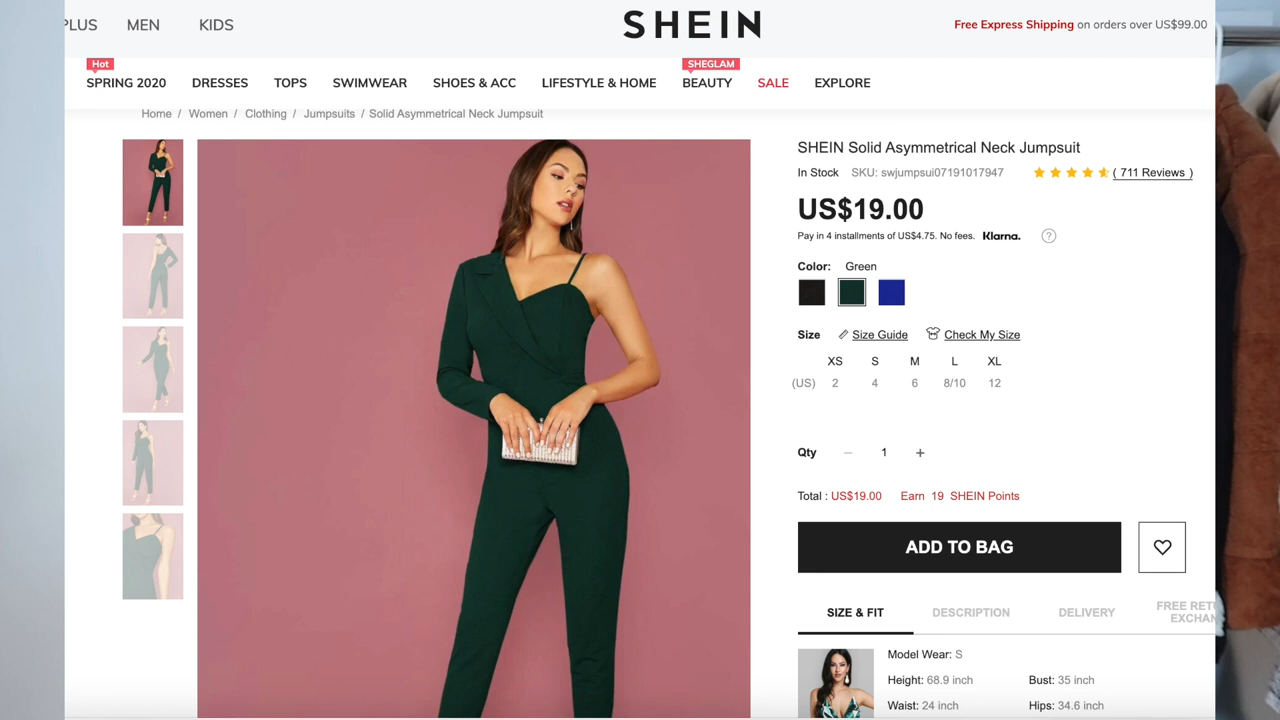 PLUS MEN KIDS
SHEIN
Free Express Shipping on orders over US$99.00
Hot
SHEGLAM
SPRING 2020 DRESSES TOPS SWIMWEAR SHOES & ACC LIFESTYLE & HOME BEAUTY SALE EXPLORE
Home / Women / Clothing / Jumpsuits / Solid Asymmetrical Neck Jumpsuit
SHEIN Solid Asymmetrical Neck Jumpsuit
In Stock SKU: swjumpsui07191017947 ( 711 Reviews )
US$19.00
Pay in 4 installments of US$4.75. No fees. Klarna. ?
Color: Green
Size Size Guide Check My Size
XS S M L XL
(US) 2 4 6 8/10 12
Qty − 1 +
Total : US$19.00 Earn 19 SHEIN Points
ADD TO BAG
SIZE & FIT DESCRIPTION DELIVERY FREE RETU
EXCHAN
Model Wear: S
Height: 68.9 inch Bust: 35 inch
Waist: 24 inch Hips: 34.6 inch